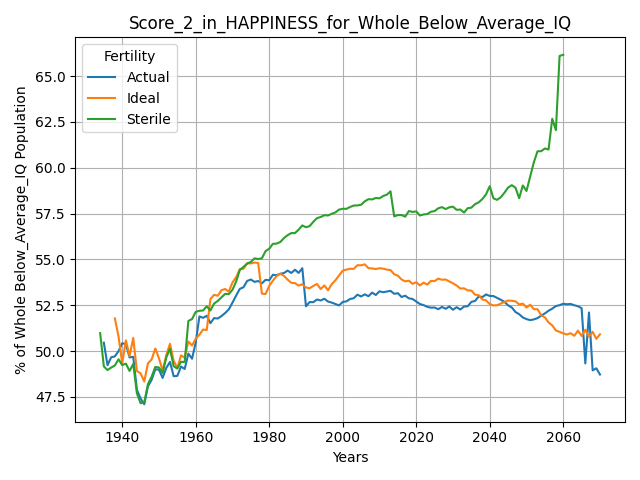 Score_2_in_HAPPINESS_for_Whole_Below_Average_IQ
Fertility
Actual
Ideal
Sterile
% of Whole Below_Average_IQ Population
65.0
62.5
60.0
57.5
55.0
52.5
50.0
47.5
1940 1960 1980 2000 2020 2040 2060
Years